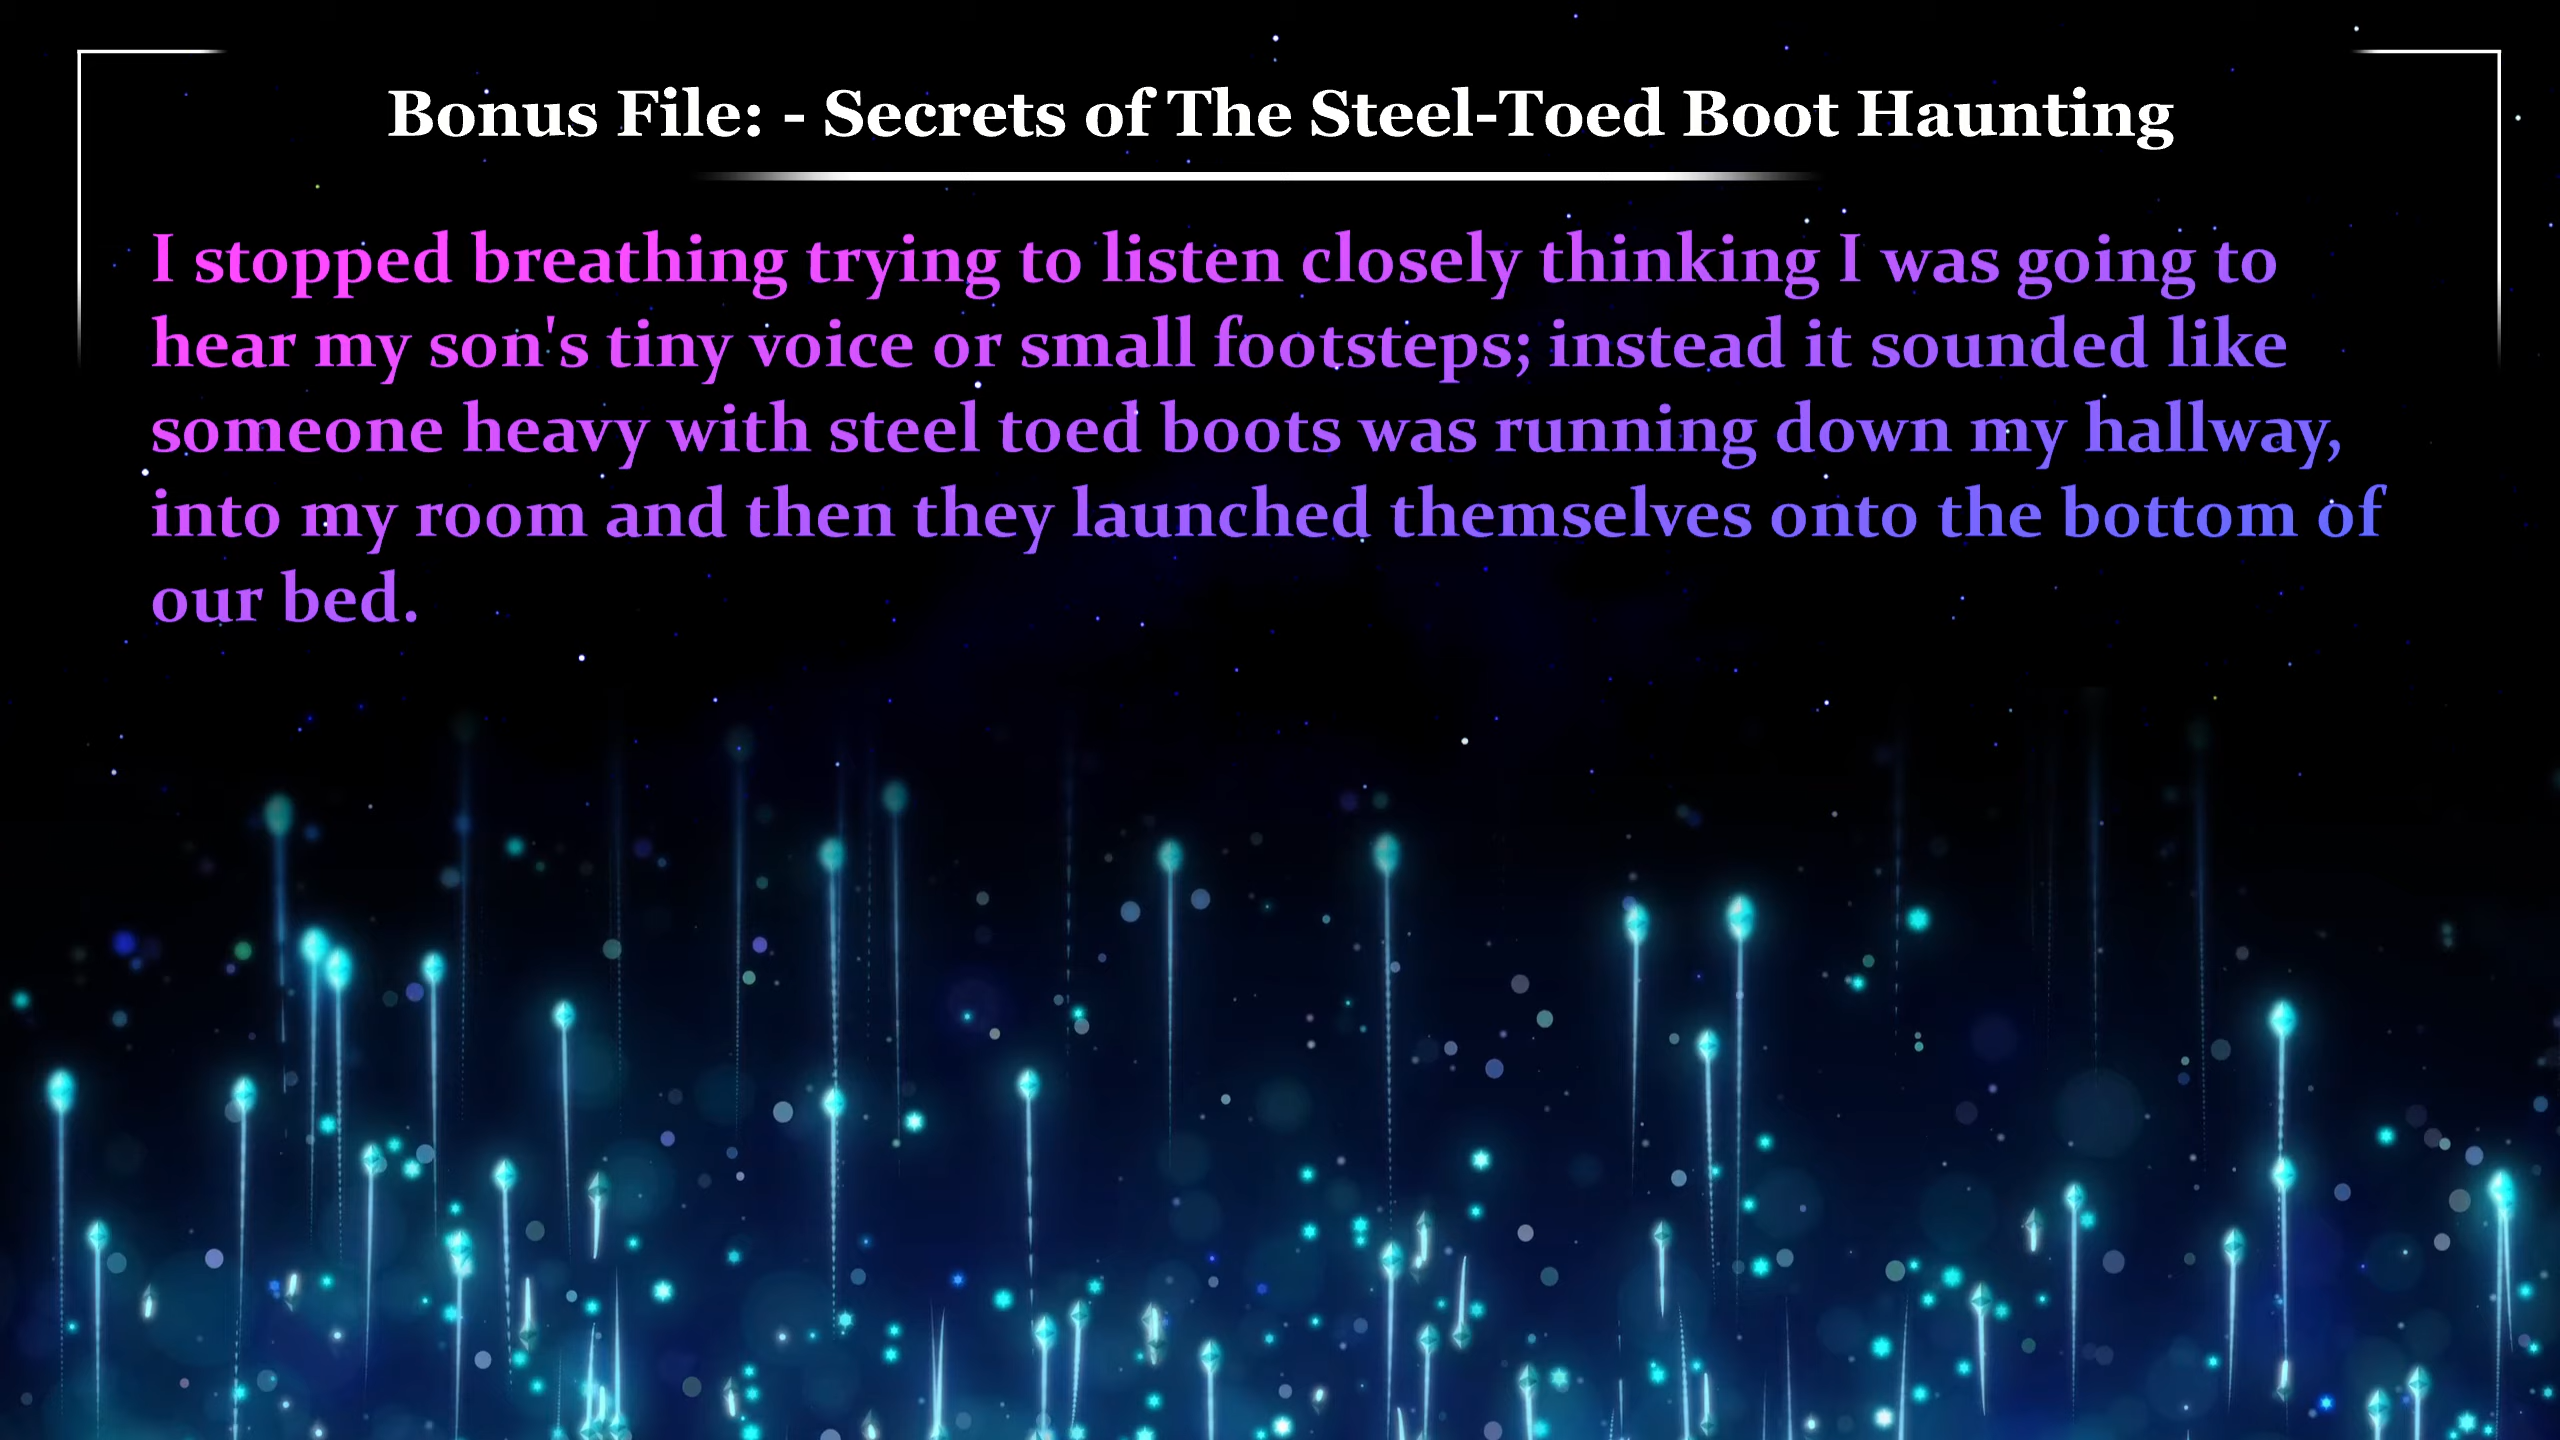 Bonus File: - Secrets of The Steel-Toed Boot Haunting
I stopped breathing trying to listen closely thinking I was going to
hear my son's tiny voice or small footsteps; instead it sounded like
someone heavy with steel toed boots was running down my hallway,
into my room and then they launched themselves onto the bottom of
our bed.